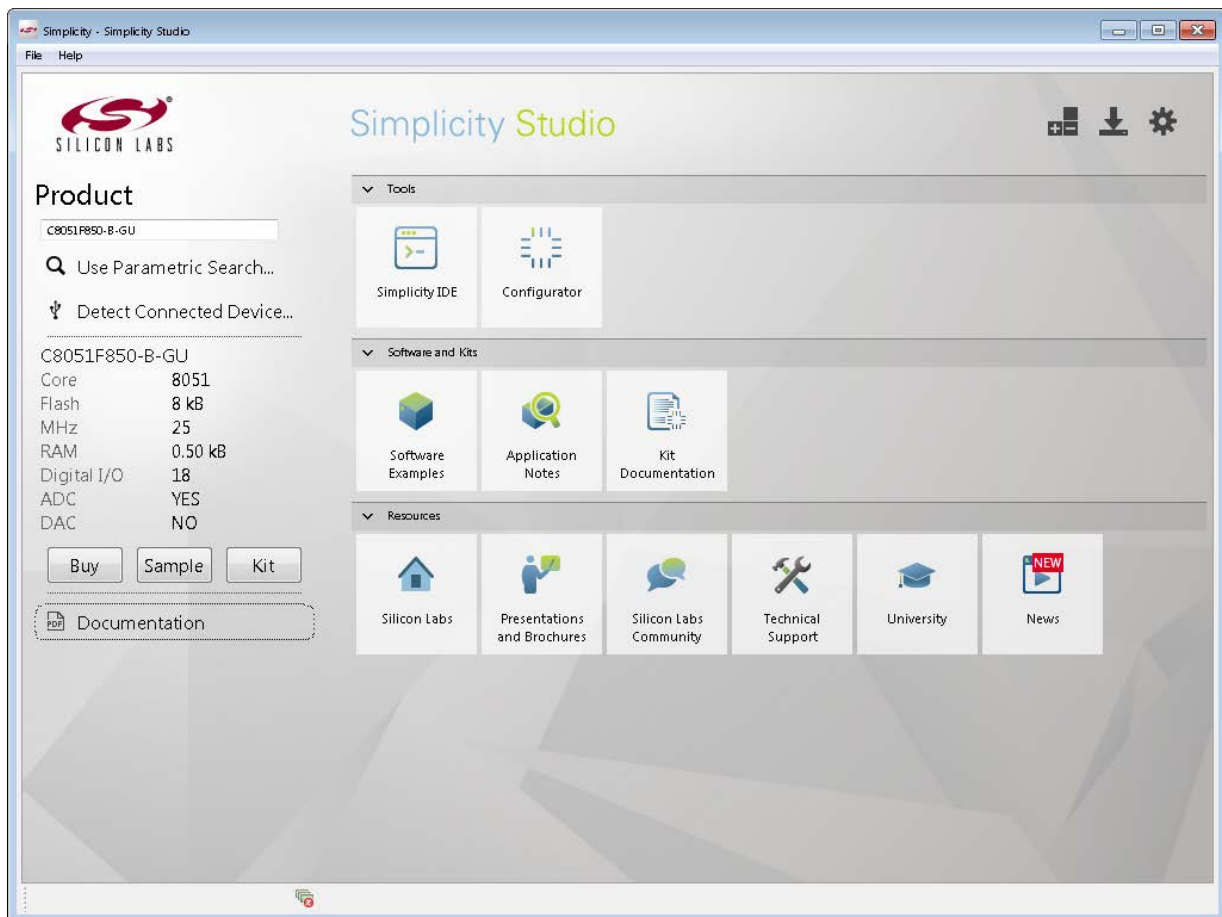 Simplicity - Simplicity Studio
File Help
SILICON LABS
Simplicity Studio
Product
C8051F850-B-GU
Use Parametric Search...
Detect Connected Device...
C8051F850-B-GU
Core 8051
Flash 8 kB
MHz 25
RAM 0.50 kB
Digital I/O 18
ADC YES
DAC NO
Buy Sample Kit
PDF Documentation
Tools
Simplicity IDE
Configurator
Software and Kits
Software
Examples
Application
Notes
Kit
Documentation
Resources
Silicon Labs
Presentations
and Brochures
Silicon Labs
Community
Technical
Support
University
NEW
News